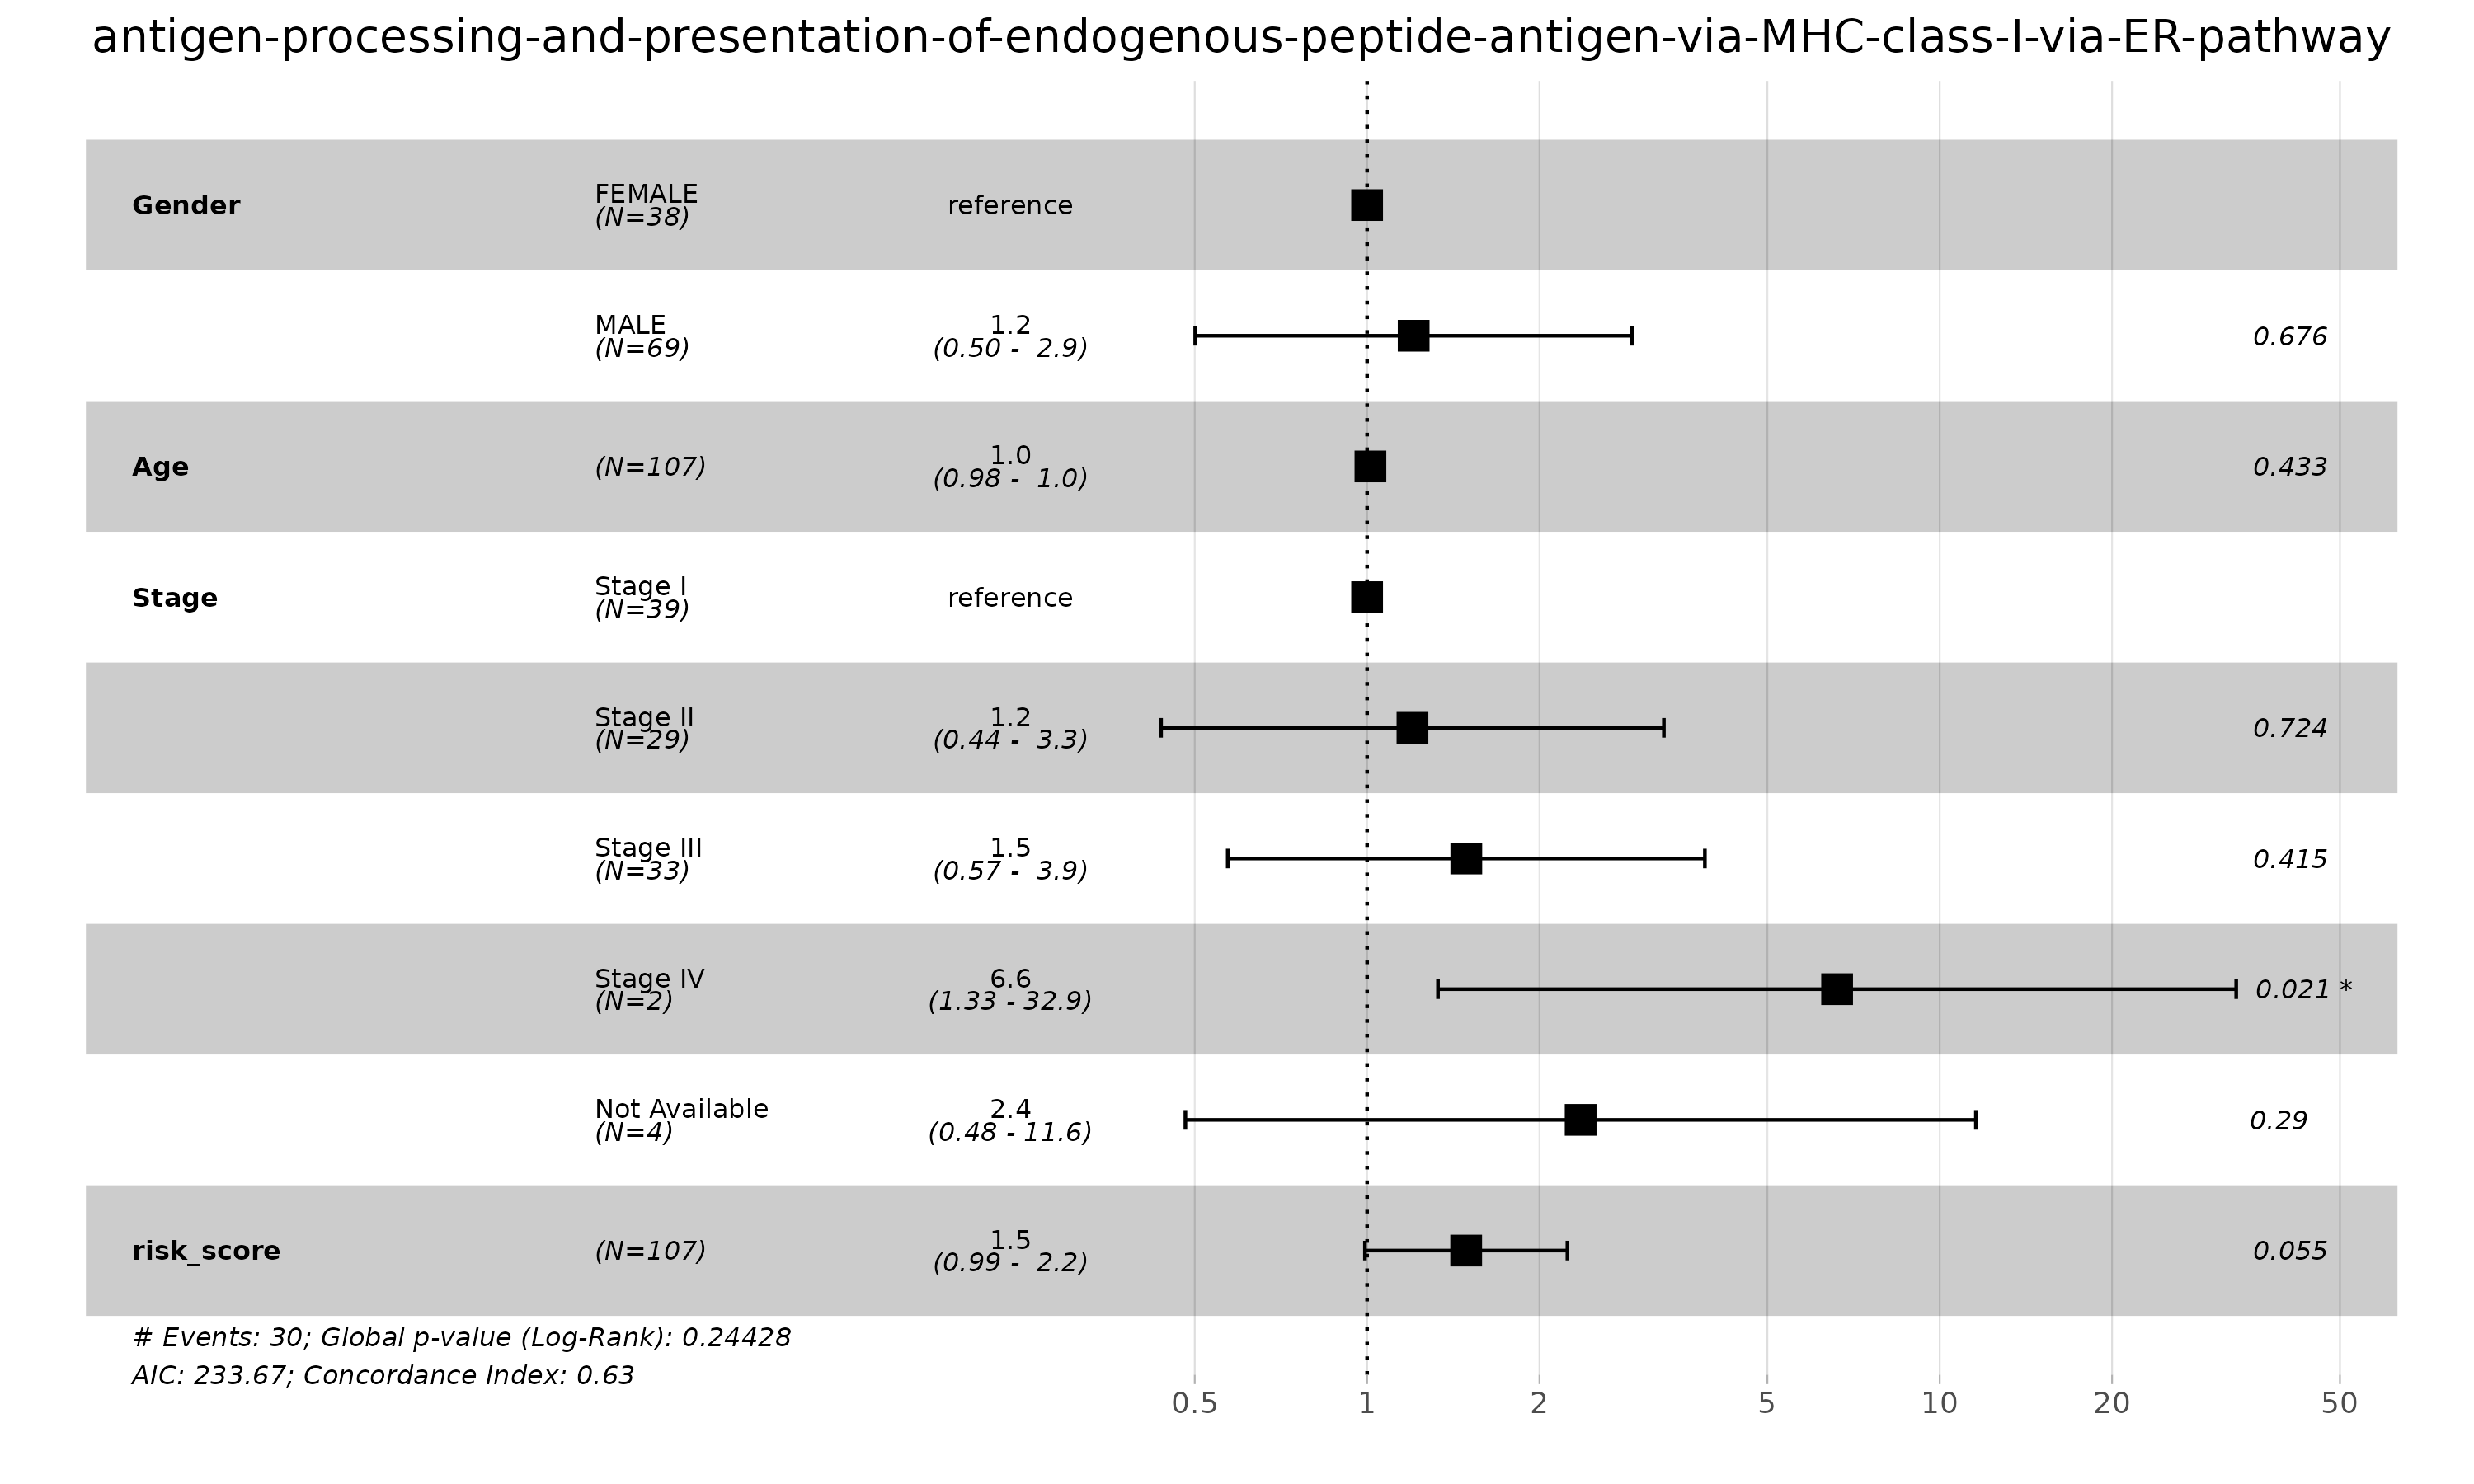 antigen-processing-and-presentation-of-endogenous-peptide-antigen-via-MHC-class-I-via-ER-pathway
Gender FEMALE (N=38) reference
MALE (N=69) 1.2 (0.50 - 2.9) 0.676
Age (N=107) 1.0 (0.98 - 1.0) 0.433
Stage Stage I (N=39) reference
Stage II (N=29) 1.2 (0.44 - 3.3) 0.724
Stage III (N=33) 1.5 (0.57 - 3.9) 0.415
Stage IV (N=2) 6.6 (1.33 - 32.9) 0.021 *
Not Available (N=4) 2.4 (0.48 - 11.6) 0.29
risk_score (N=107) 1.5 (0.99 - 2.2) 0.055
# Events: 30; Global p-value (Log-Rank): 0.24428
AIC: 233.67; Concordance Index: 0.63
0.5 1 2 5 10 20 50